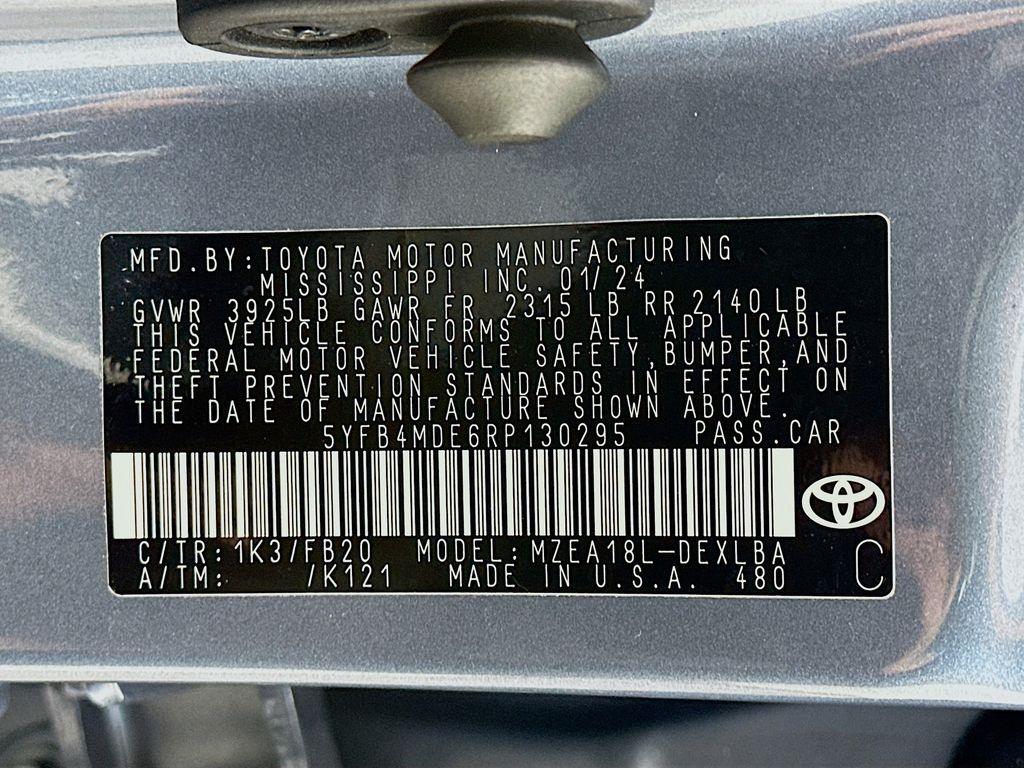 MFD.BY:TOYOTA MOTOR MANUFACTURING
MISSISSIPPI INC. 01/24
GVWR 3925LB GAWR FR 2315 LB RR 2140 LB
THIS VEHICLE CONFORMS TO ALL APPLICABLE
FEDERAL MOTOR VEHICLE SAFETY,BUMPER,AND
THEFT PREVENTION STANDARDS IN EFFECT ON
THE DATE OF MANUFACTURE SHOWN ABOVE.
5YFB4MDE6RP130295 PASS.CAR
C/TR:1K3/FB20 MODEL:MZEA18L-DEXLBA
A/TM: /K121 MADE IN U.S.A. 480
C